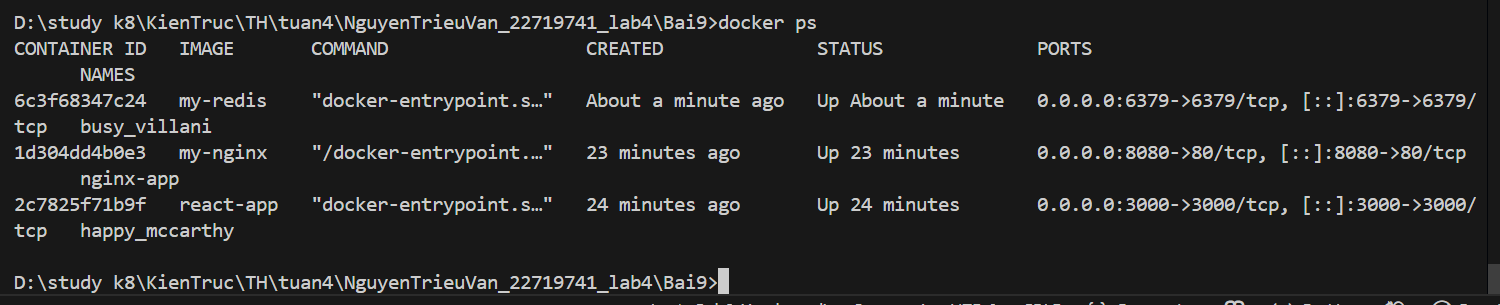 D:\study k8\KienTruc\TH\tuan4\NguyenTrieuVan_22719741_lab4\Bai9>docker ps
CONTAINER ID   IMAGE       COMMAND                  CREATED              STATUS              PORTS
      NAMES
6c3f68347c24   my-redis    "docker-entrypoint.s…"   About a minute ago   Up About a minute   0.0.0.0:6379->6379/tcp, [::]:6379->6379/
tcp   busy_villani
1d304dd4b0e3   my-nginx    "/docker-entrypoint.…"   23 minutes ago       Up 23 minutes       0.0.0.0:8080->80/tcp, [::]:8080->80/tcp
      nginx-app
2c7825f71b9f   react-app   "docker-entrypoint.s…"   24 minutes ago       Up 24 minutes       0.0.0.0:3000->3000/tcp, [::]:3000->3000/
tcp   happy_mccarthy
D:\study k8\KienTruc\TH\tuan4\NguyenTrieuVan_22719741_lab4\Bai9>